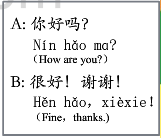 A: 你好吗？
Nín hǎo ma?
（How are you?）
B: 很好！谢谢！
Hěn hǎo，xièxie!
（Fine，thanks.)